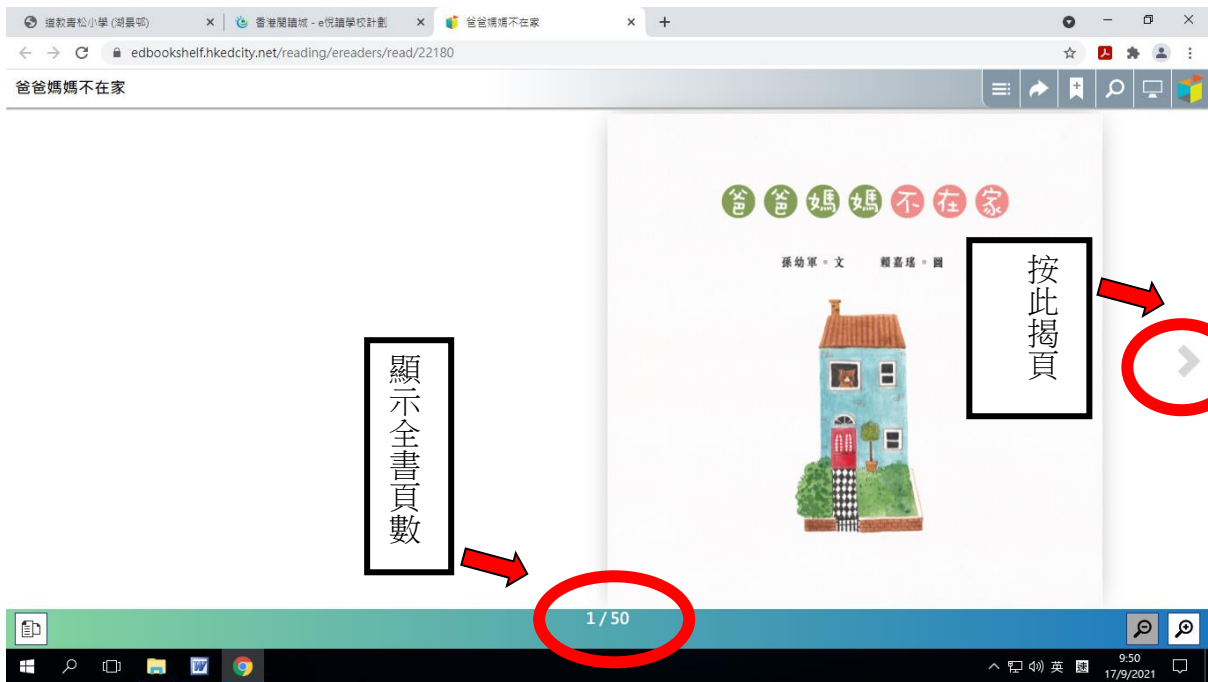 道教青松小學 (湖景邨)
香港閱讀城 - e悅讀學校計劃
爸爸媽媽不在家
edbookshelf.hkedcity.net/reading/ereaders/read/22180
爸爸媽媽不在家
爸爸媽媽不在家
孫幼軍。文 賴嘉瑤。圖
按此揭頁
顯示全書頁數
1 / 50
英
速
9:50
17/9/2021